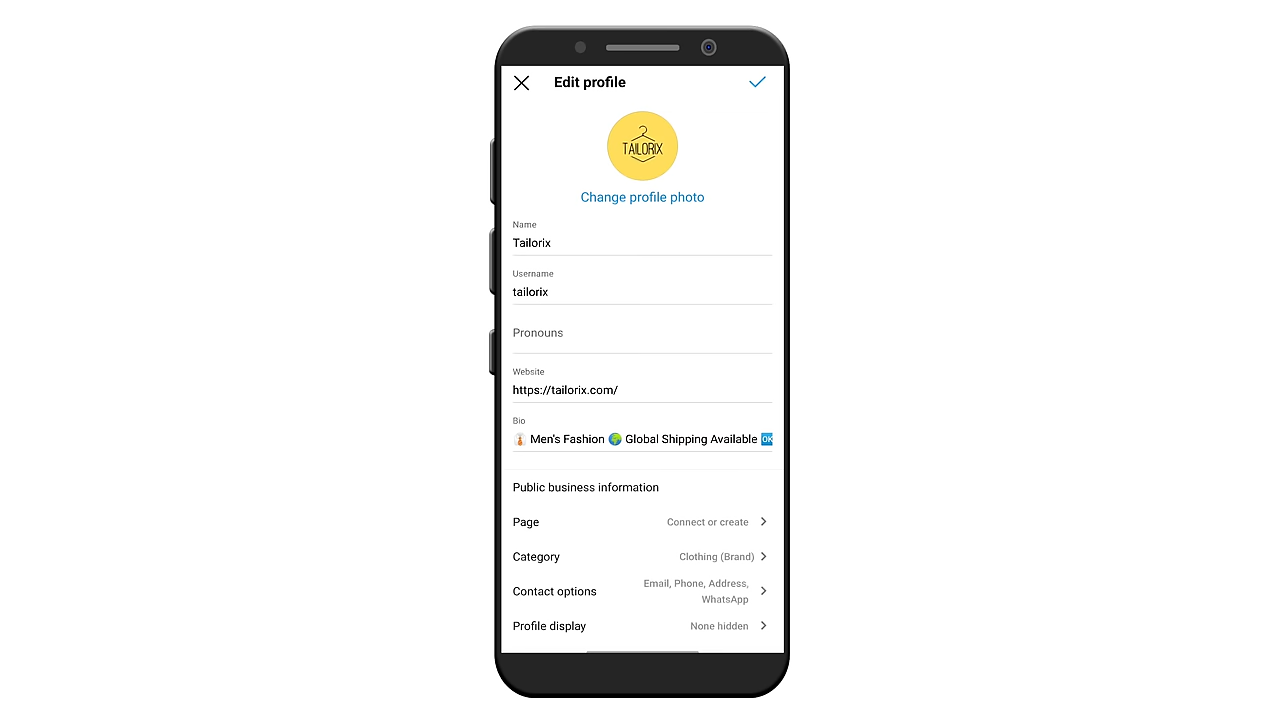 Edit profile
TAILORIX
Change profile photo
Name
Tailorix
Username
tailorix
Pronouns
Website
https://tailorix.com/
Bio
👔 Men's Fashion 🌍 Global Shipping Available 🆗
Public business information
Page Connect or create
Category Clothing (Brand)
Contact options Email, Phone, Address,
WhatsApp
Profile display None hidden